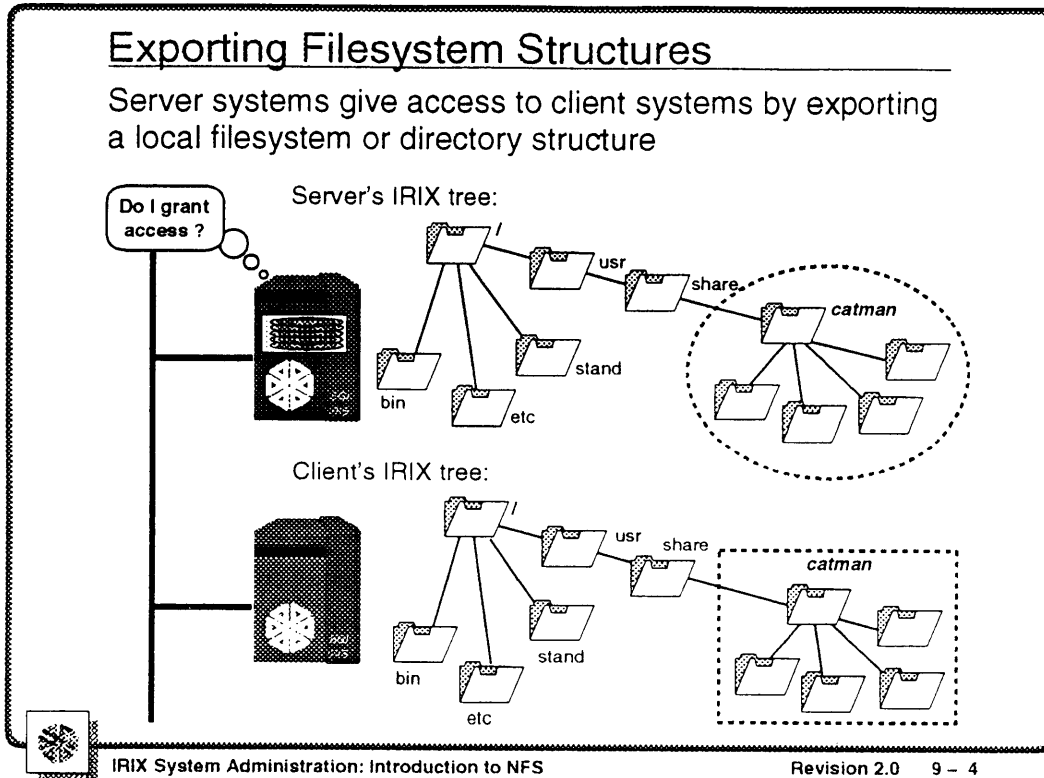 Exporting Filesystem Structures
Server systems give access to client systems by exporting
a local filesystem or directory structure
Server's IRIX tree:
Do I grant
access ?
/
usr
share
catman
stand
bin
etc
Client's IRIX tree:
/
usr
share
catman
stand
bin
etc
IRIX System Administration: Introduction to NFS
Revision 2.0 9 – 4